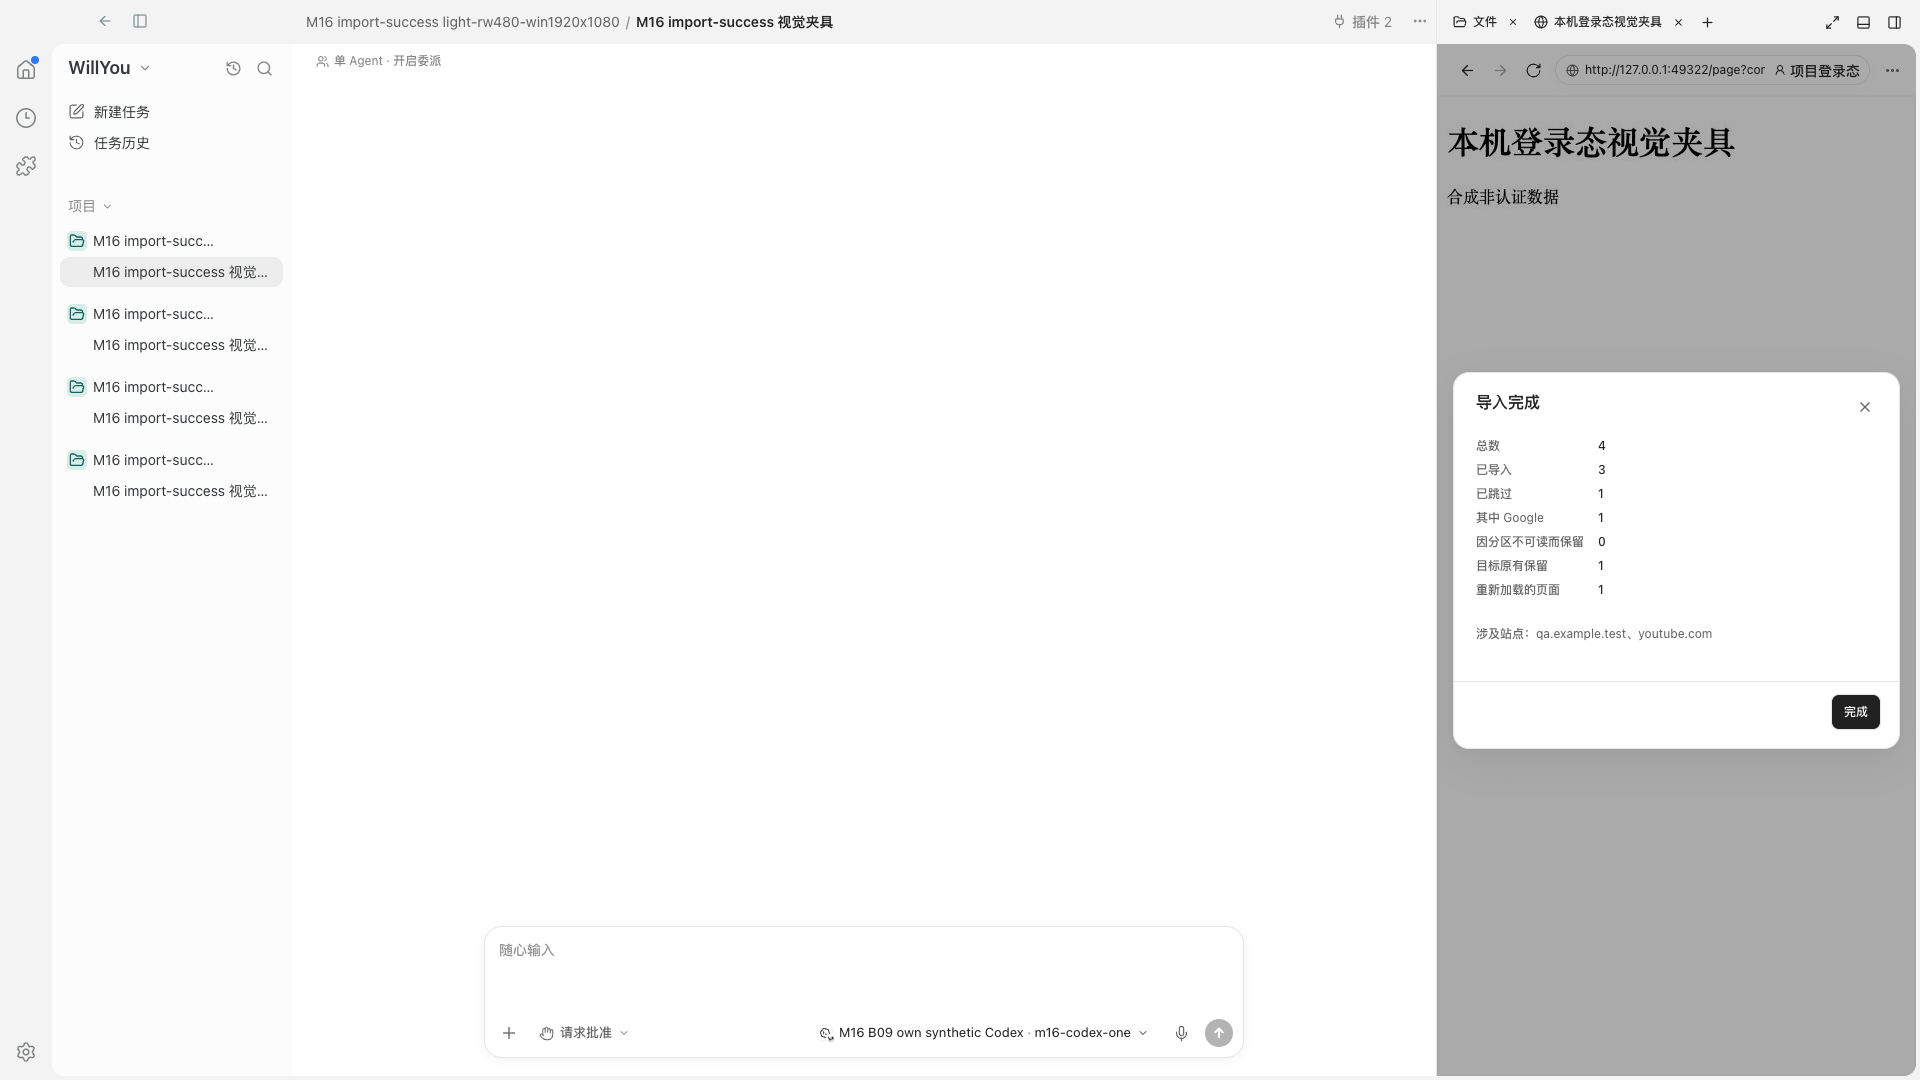 M16 import-success light-rw480-win1920x1080 / M16 import-success 视觉夹具
插件 2
文件
本机登录态视觉夹具
WillYou
新建任务
任务历史
项目
M16 import-succ...
M16 import-success 视觉...
M16 import-succ...
M16 import-success 视觉...
M16 import-succ...
M16 import-success 视觉...
M16 import-succ...
M16 import-success 视觉...
单 Agent · 开启委派
随心输入
请求批准
M16 B09 own synthetic Codex · m16-codex-one
http://127.0.0.1:49322/page?cor
项目登录态
本机登录态视觉夹具
合成非认证数据
导入完成
总数 4
已导入 3
已跳过 1
其中 Google 1
因分区不可读而保留 0
目标原有保留 1
重新加载的页面 1
涉及站点：qa.example.test、youtube.com
完成